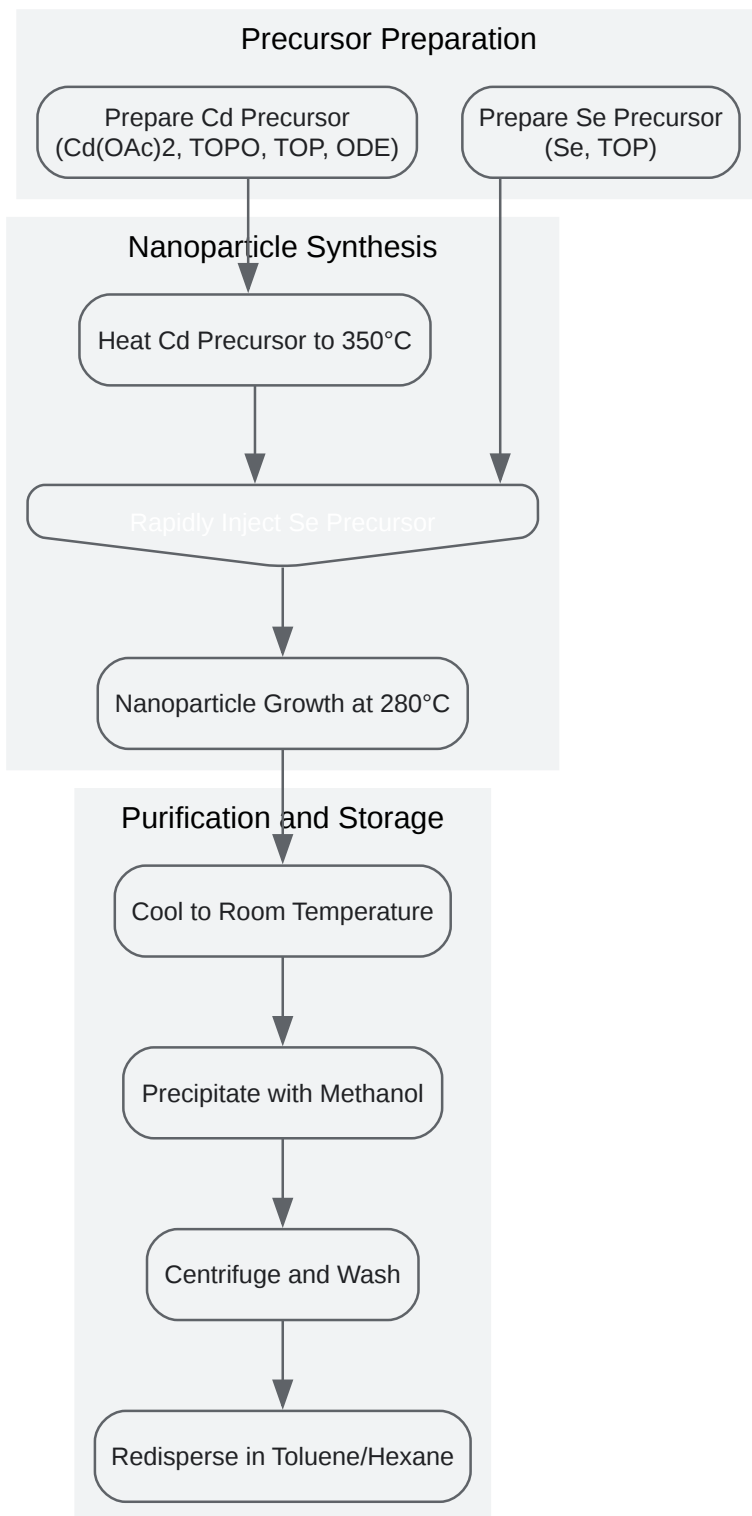 Precursor Preparation
Prepare Cd Precursor
(Cd(OAc)2, TOPO, TOP, ODE)
Prepare Se Precursor
(Se, TOP)
Nanoparticle Synthesis
Heat Cd Precursor to 350°C
Rapidly Inject Se Precursor
Nanoparticle Growth at 280°C
Purification and Storage
Cool to Room Temperature
Precipitate with Methanol
Centrifuge and Wash
Redisperse in Toluene/Hexane